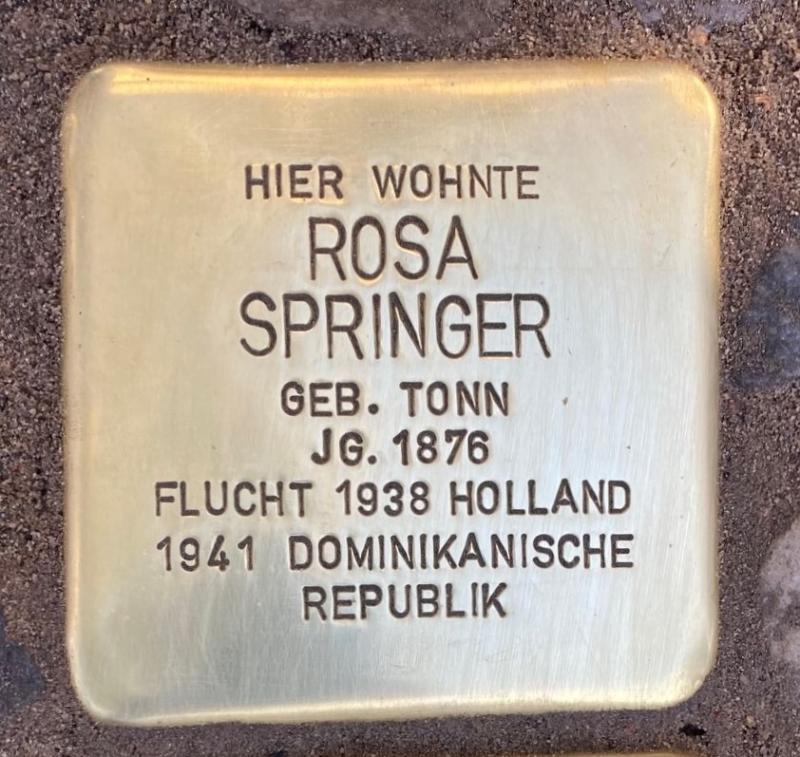 HIER WOHNTE
ROSA
SPRINGER
GEB. TONN
JG. 1876
FLUCHT 1938 HOLLAND
1941 DOMINIKANISCHE
REPUBLIK